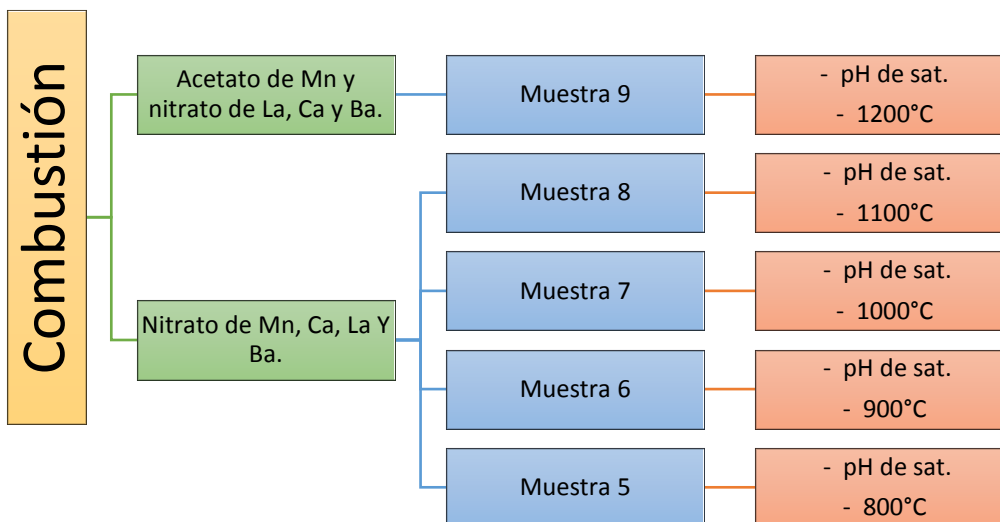 Combustión
Acetato de Mn y
nitrato de La, Ca y Ba.
Muestra 9
- pH de sat.
- 1200°C
Nitrato de Mn, Ca, La Y
Ba.
Muestra 8
- pH de sat.
- 1100°C
Muestra 7
- pH de sat.
- 1000°C
Muestra 6
- pH de sat.
- 900°C
Muestra 5
- pH de sat.
- 800°C